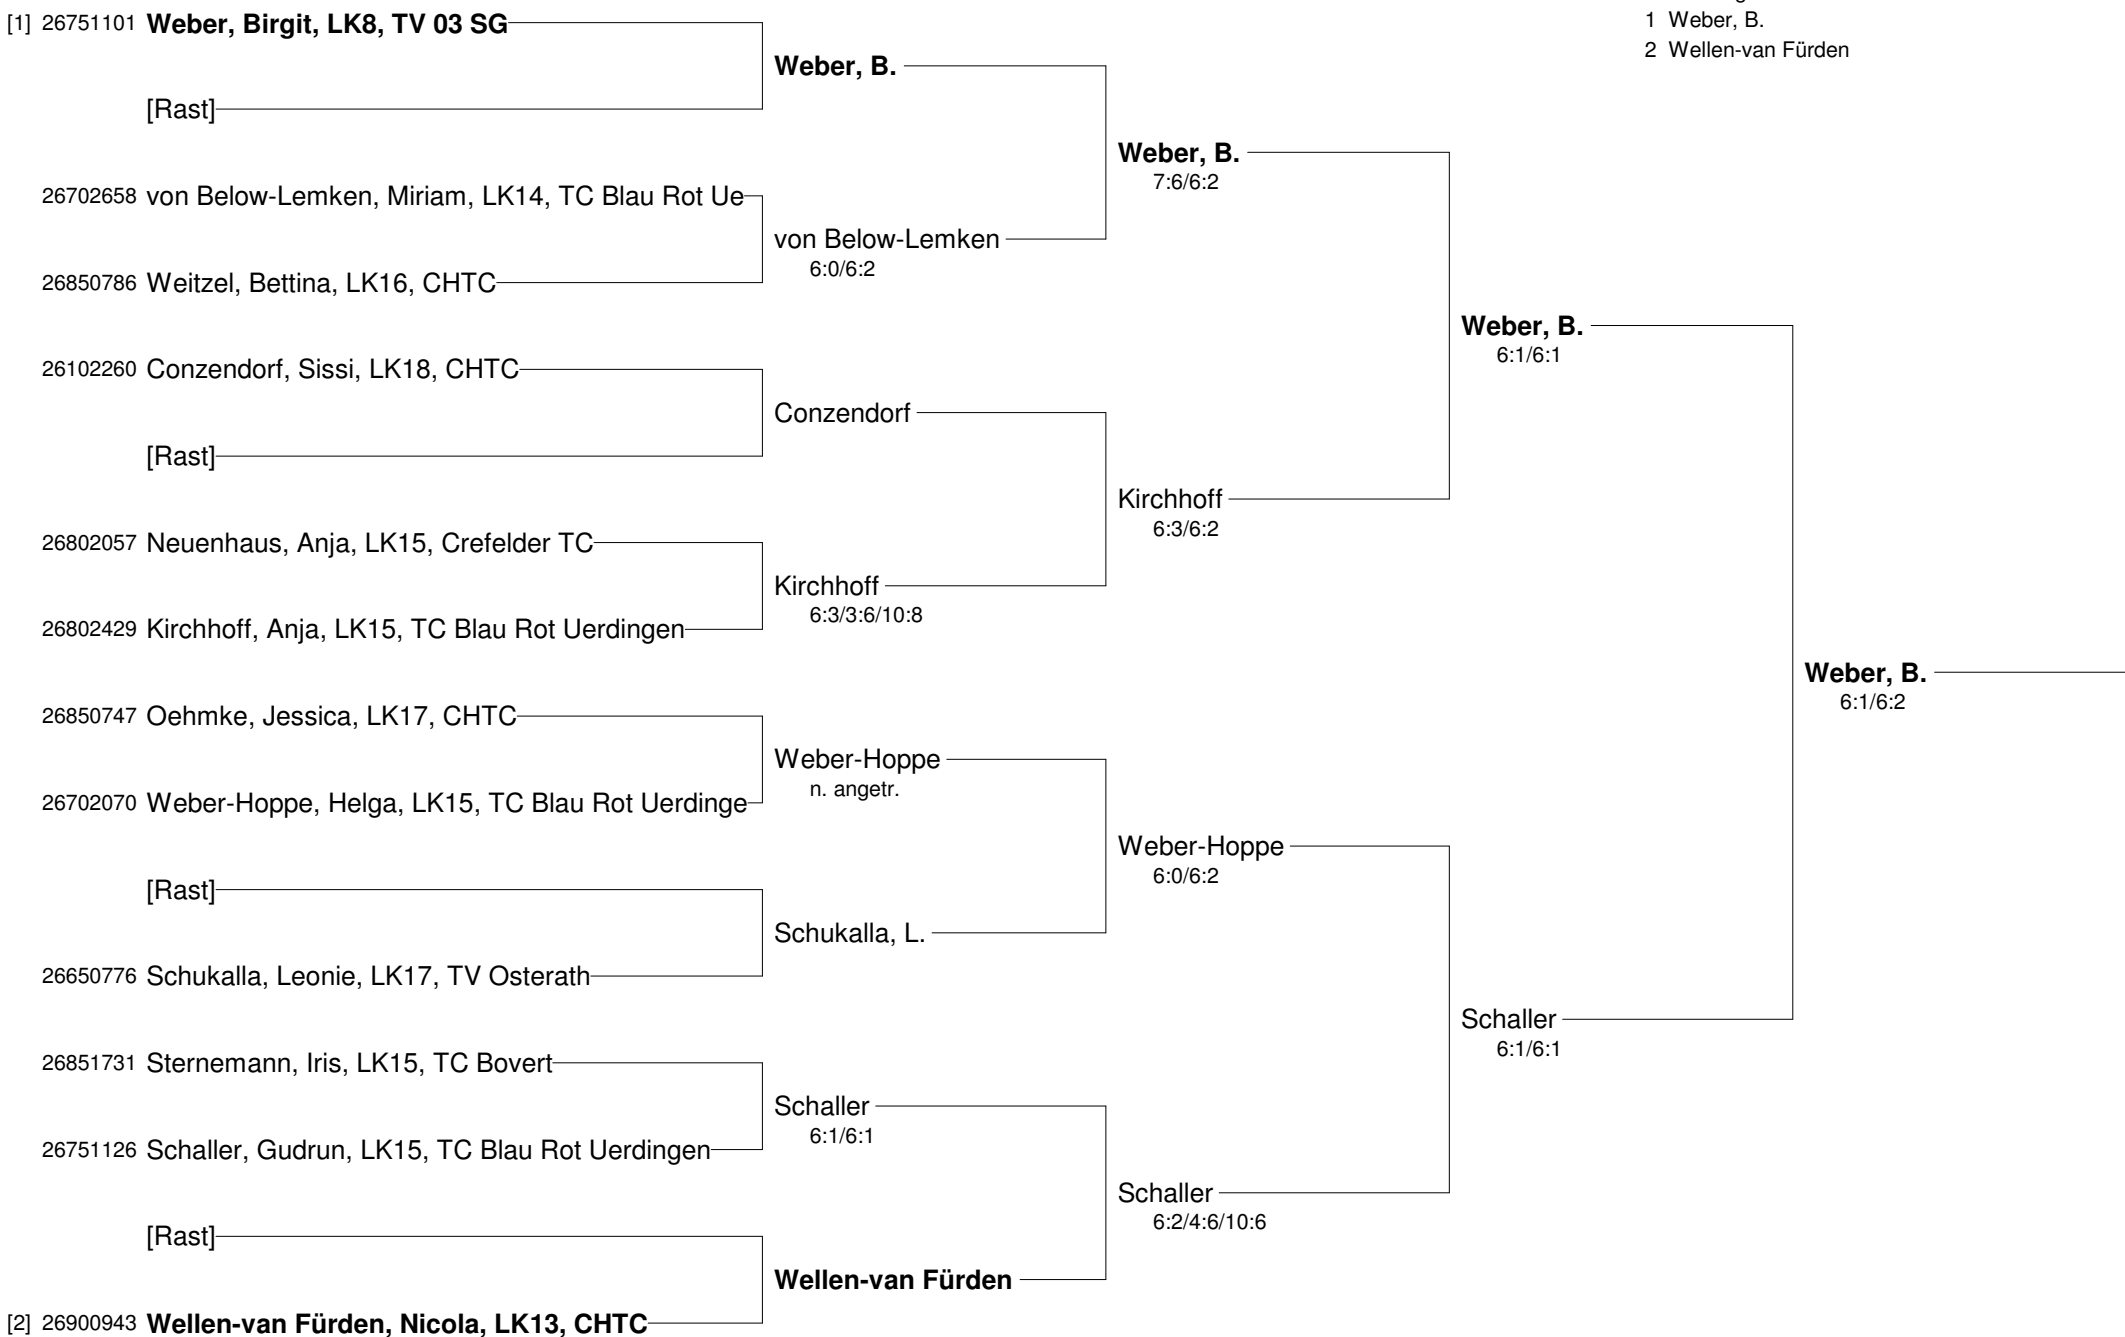 [1] 26751101 Weber, Birgit, LK8, TV 03 SG
1 Weber, B.
2 Wellen-van Fürden
Weber, B.
[Rast]
Weber, B.
7:6/6:2
26702658 von Below-Lemken, Miriam, LK14, TC Blau Rot Ue
von Below-Lemken
6:0/6:2
26850786 Weitzel, Bettina, LK16, CHTC
Weber, B.
6:1/6:1
26102260 Conzendorf, Sissi, LK18, CHTC
Conzendorf
[Rast]
Kirchhoff
6:3/6:2
26802057 Neuenhaus, Anja, LK15, Crefelder TC
Kirchhoff
6:3/3:6/10:8
26802429 Kirchhoff, Anja, LK15, TC Blau Rot Uerdingen
Weber, B.
6:1/6:2
26850747 Oehmke, Jessica, LK17, CHTC
Weber-Hoppe
n. angetr.
26702070 Weber-Hoppe, Helga, LK15, TC Blau Rot Uerdinge
Weber-Hoppe
6:0/6:2
[Rast]
Schukalla, L.
26650776 Schukalla, Leonie, LK17, TV Osterath
Schaller
6:1/6:1
26851731 Sternemann, Iris, LK15, TC Bovert
Schaller
6:1/6:1
26751126 Schaller, Gudrun, LK15, TC Blau Rot Uerdingen
Schaller
6:2/4:6/10:6
[Rast]
Wellen-van Fürden
[2] 26900943 Wellen-van Fürden, Nicola, LK13, CHTC